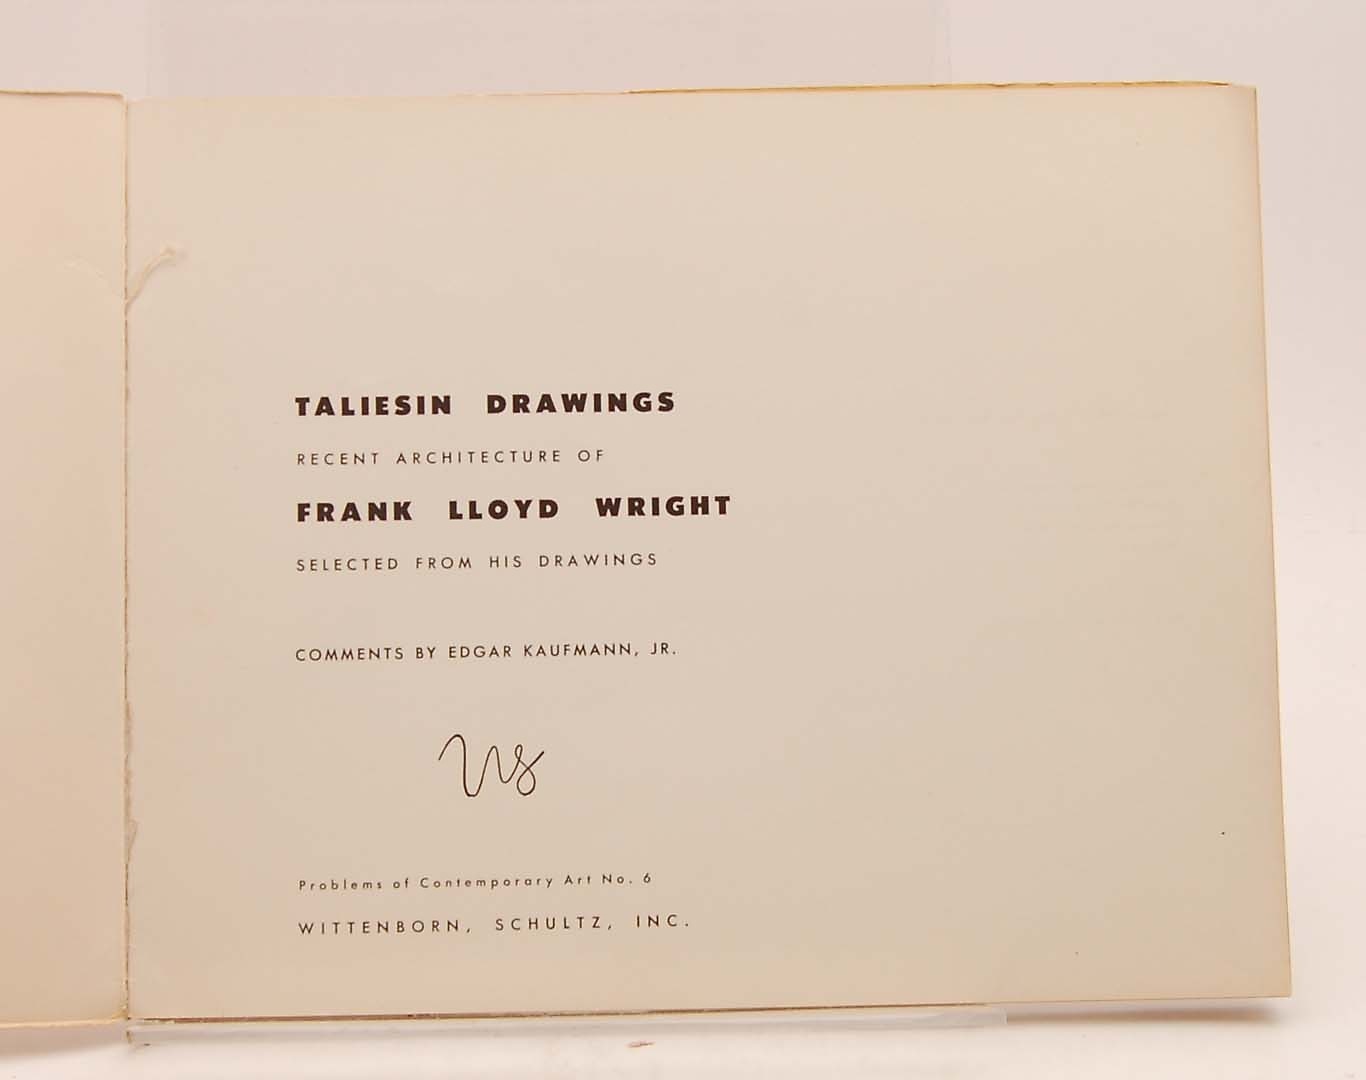 TALIESIN DRAWINGS
RECENT ARCHITECTURE OF
FRANK LLOYD WRIGHT
SELECTED FROM HIS DRAWINGS
COMMENTS BY EDGAR KAUFMANN, JR.
WS
Problems of Contemporary Art No. 6
WITTENBORN, SCHULTZ, INC.